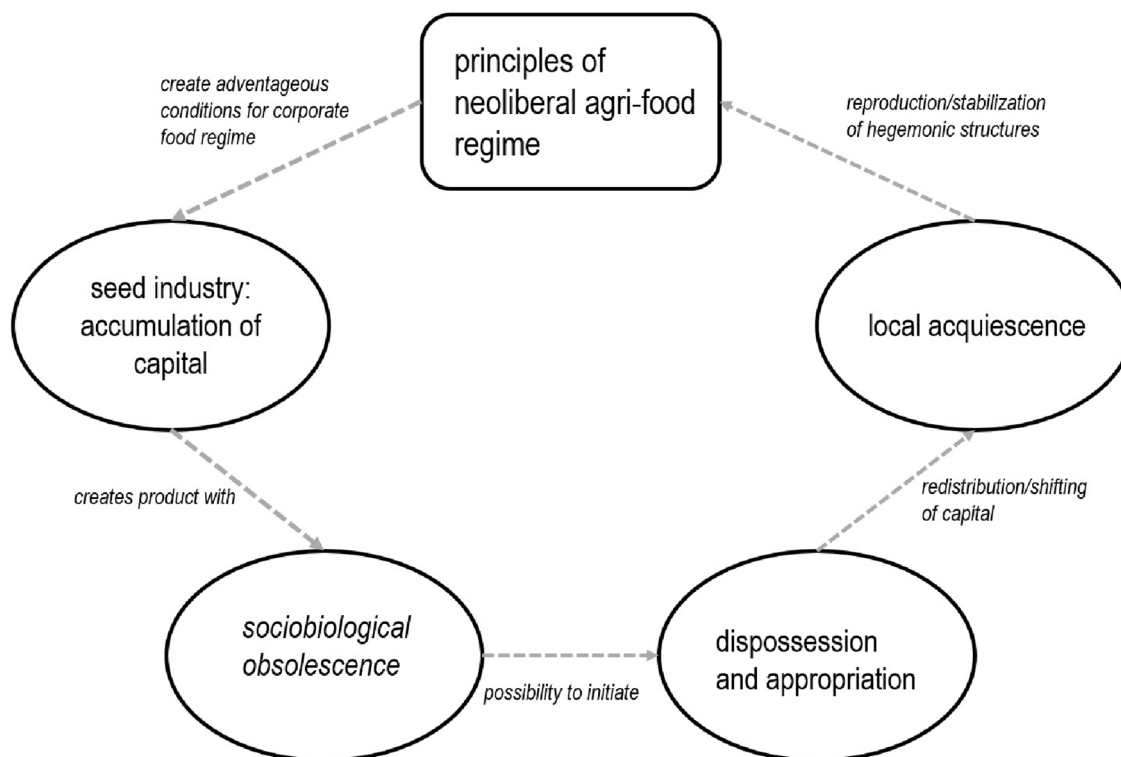 principles of
neoliberal agri-food
regime
create adventageous
conditions for corporate
food regime
reproduction/stabilization
of hegemonic structures
seed industry:
accumulation of
capital
local acquiescence
creates product with
redistribution/shifting
of capital
sociobiological
obsolescence
possibility to initiate
dispossession
and appropriation